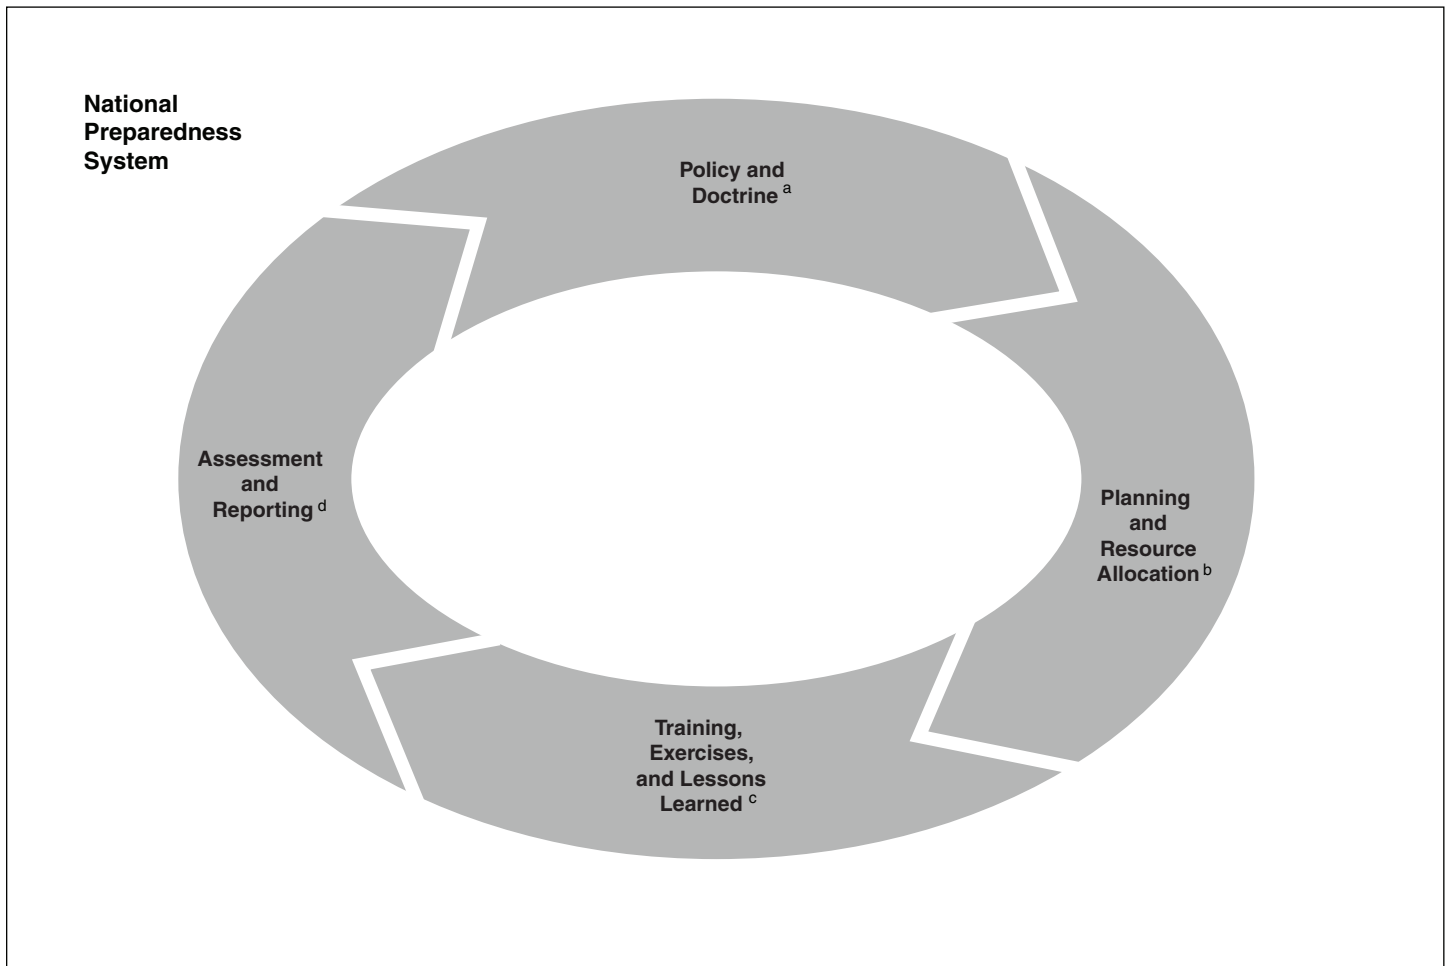 National
Preparedness
System
Policy and
Doctrine a
Planning
and
Resource
Allocation b
Training,
Exercises,
and Lessons
Learned c
Assessment
and
Reporting d